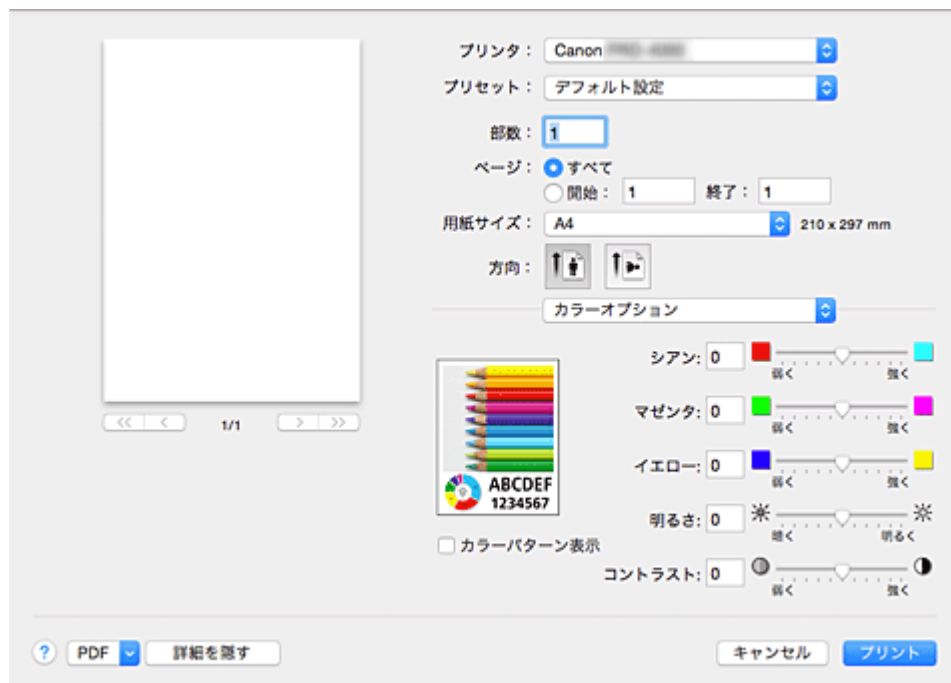 プリンタ： Canon
プリセット： デフォルト設定
部数： 1
ページ： すべて
開始： 1 終了： 1
用紙サイズ： A4 210 x 297 mm
方向：
カラーオプション
シアン: 0
弱く 強く
マゼンタ: 0
弱く 強く
イエロー: 0
弱く 強く
明るさ: 0
暗く 明るく
コントラスト: 0
弱く 強く
ABCDEF
1234567
カラーパターン表示
<< < 1/1 > >>
? PDF 詳細を隠す キャンセル プリント